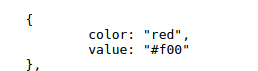 {
        color: "red",
        value: "#f00"
},